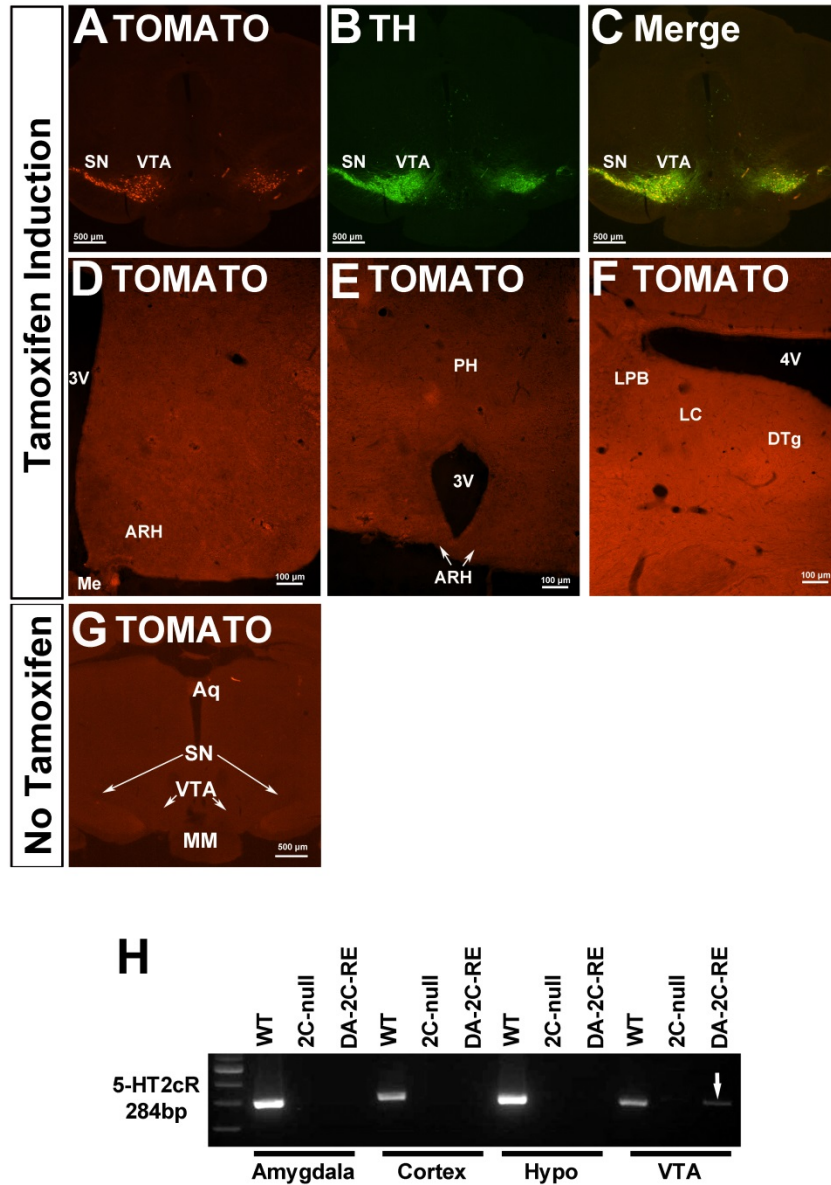 Tamoxifen Induction
A TOMATO
SN VTA
500 µm
B TH
SN VTA
500 µm
C Merge
SN VTA
500 µm
D TOMATO
3V
ARH
Me
100 µm
E TOMATO
PH
3V
ARH
100 µm
F TOMATO
4V
LPB
LC
DTg
100 µm
No Tamoxifen
G TOMATO
Aq
SN
VTA
MM
500 µm
H
WT 2C-null DA-2C-RE WT 2C-null DA-2C-RE WT 2C-null DA-2C-RE WT 2C-null DA-2C-RE
5-HT2cR
284bp
Amygdala Cortex Hypo VTA